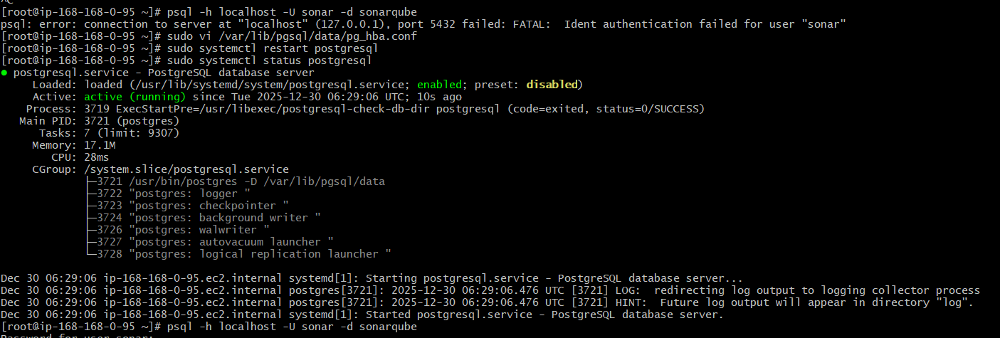 ^C
[root@ip-168-168-0-95 ~]# psql -h localhost -U sonar -d sonarqube
psql: error: connection to server at "localhost" (127.0.0.1), port 5432 failed: FATAL:  Ident authentication failed for user "sonar"
[root@ip-168-168-0-95 ~]# sudo vi /var/lib/pgsql/data/pg_hba.conf
[root@ip-168-168-0-95 ~]# sudo systemctl restart postgresql
[root@ip-168-168-0-95 ~]# sudo systemctl status postgresql
● postgresql.service - PostgreSQL database server
     Loaded: loaded (/usr/lib/systemd/system/postgresql.service; enabled; preset: disabled)
     Active: active (running) since Tue 2025-12-30 06:29:06 UTC; 10s ago
    Process: 3719 ExecStartPre=/usr/libexec/postgresql-check-db-dir postgresql (code=exited, status=0/SUCCESS)
   Main PID: 3721 (postgres)
      Tasks: 7 (limit: 9307)
     Memory: 17.1M
        CPU: 28ms
     CGroup: /system.slice/postgresql.service
             ├─3721 /usr/bin/postgres -D /var/lib/pgsql/data
             ├─3722 "postgres: logger "
             ├─3723 "postgres: checkpointer "
             ├─3724 "postgres: background writer "
             ├─3726 "postgres: walwriter "
             ├─3727 "postgres: autovacuum launcher "
             └─3728 "postgres: logical replication launcher "
Dec 30 06:29:06 ip-168-168-0-95.ec2.internal systemd[1]: Starting postgresql.service - PostgreSQL database server...
Dec 30 06:29:06 ip-168-168-0-95.ec2.internal postgres[3721]: 2025-12-30 06:29:06.476 UTC [3721] LOG:  redirecting log output to logging collector process
Dec 30 06:29:06 ip-168-168-0-95.ec2.internal postgres[3721]: 2025-12-30 06:29:06.476 UTC [3721] HINT:  Future log output will appear in directory "log".
Dec 30 06:29:06 ip-168-168-0-95.ec2.internal systemd[1]: Started postgresql.service - PostgreSQL database server.
[root@ip-168-168-0-95 ~]# psql -h localhost -U sonar -d sonarqube
Password for user sonar: